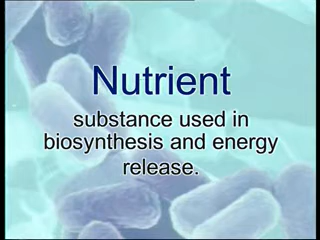 Nutrient
substance used in
biosynthesis and energy
release.